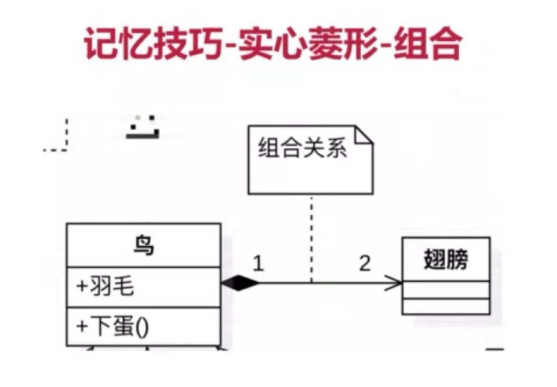 记忆技巧-实心菱形-组合
组合关系
鸟
1
2
翅膀
+羽毛
+下蛋()